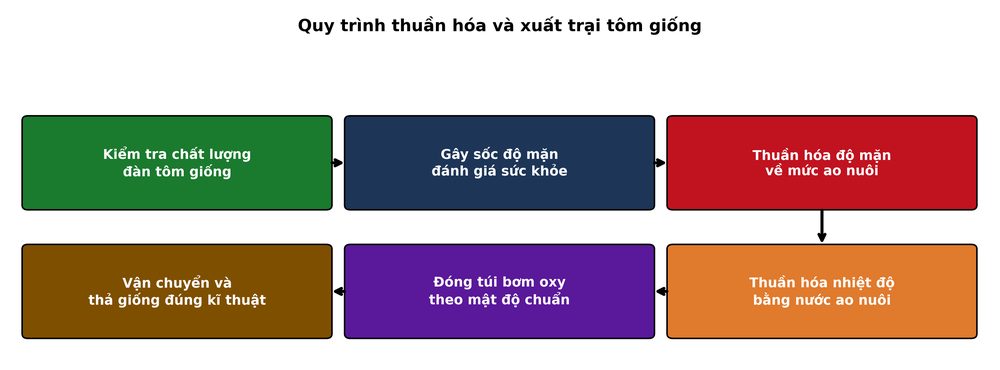 Quy trình thuần hóa và xuất trại tôm giống
Kiểm tra chất lượng
đàn tôm giống
Gây sốc độ mặn
đánh giá sức khỏe
Thuần hóa độ mặn
về mức ao nuôi
Thuần hóa nhiệt độ
bằng nước ao nuôi
Đóng túi bơm oxy
theo mật độ chuẩn
Vận chuyển và
thả giống đúng kĩ thuật